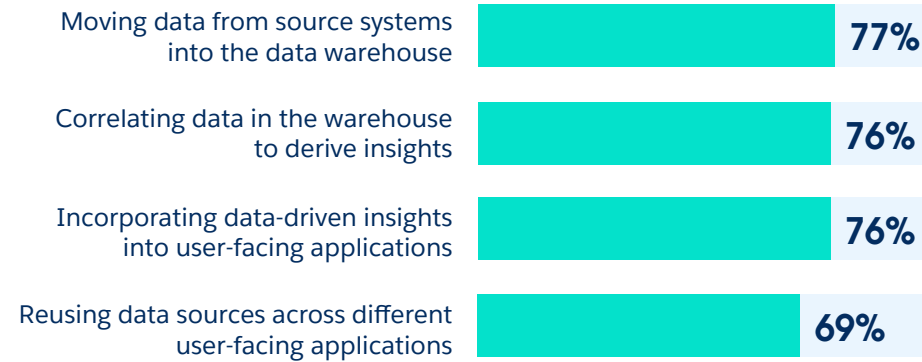 Moving data from source systems
into the data warehouse
77%
Correlating data in the warehouse
to derive insights
76%
Incorporating data-driven insights
into user-facing applications
76%
Reusing data sources across different
user-facing applications
69%